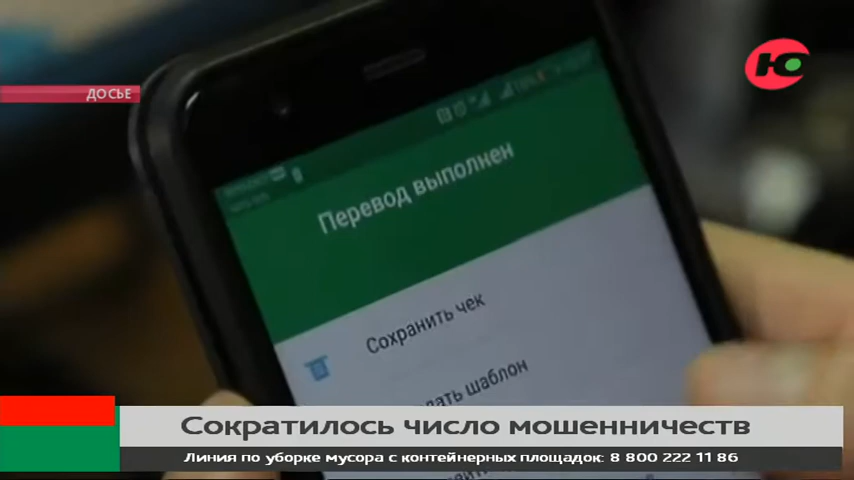 Ю
ДОСЬЕ
Перевод выполнен
Сохранить чек
дать шаблон
Сократилось число мошенничеств
Линия по уборке мусора с контейнерных площадок: 8 800 222 11 86